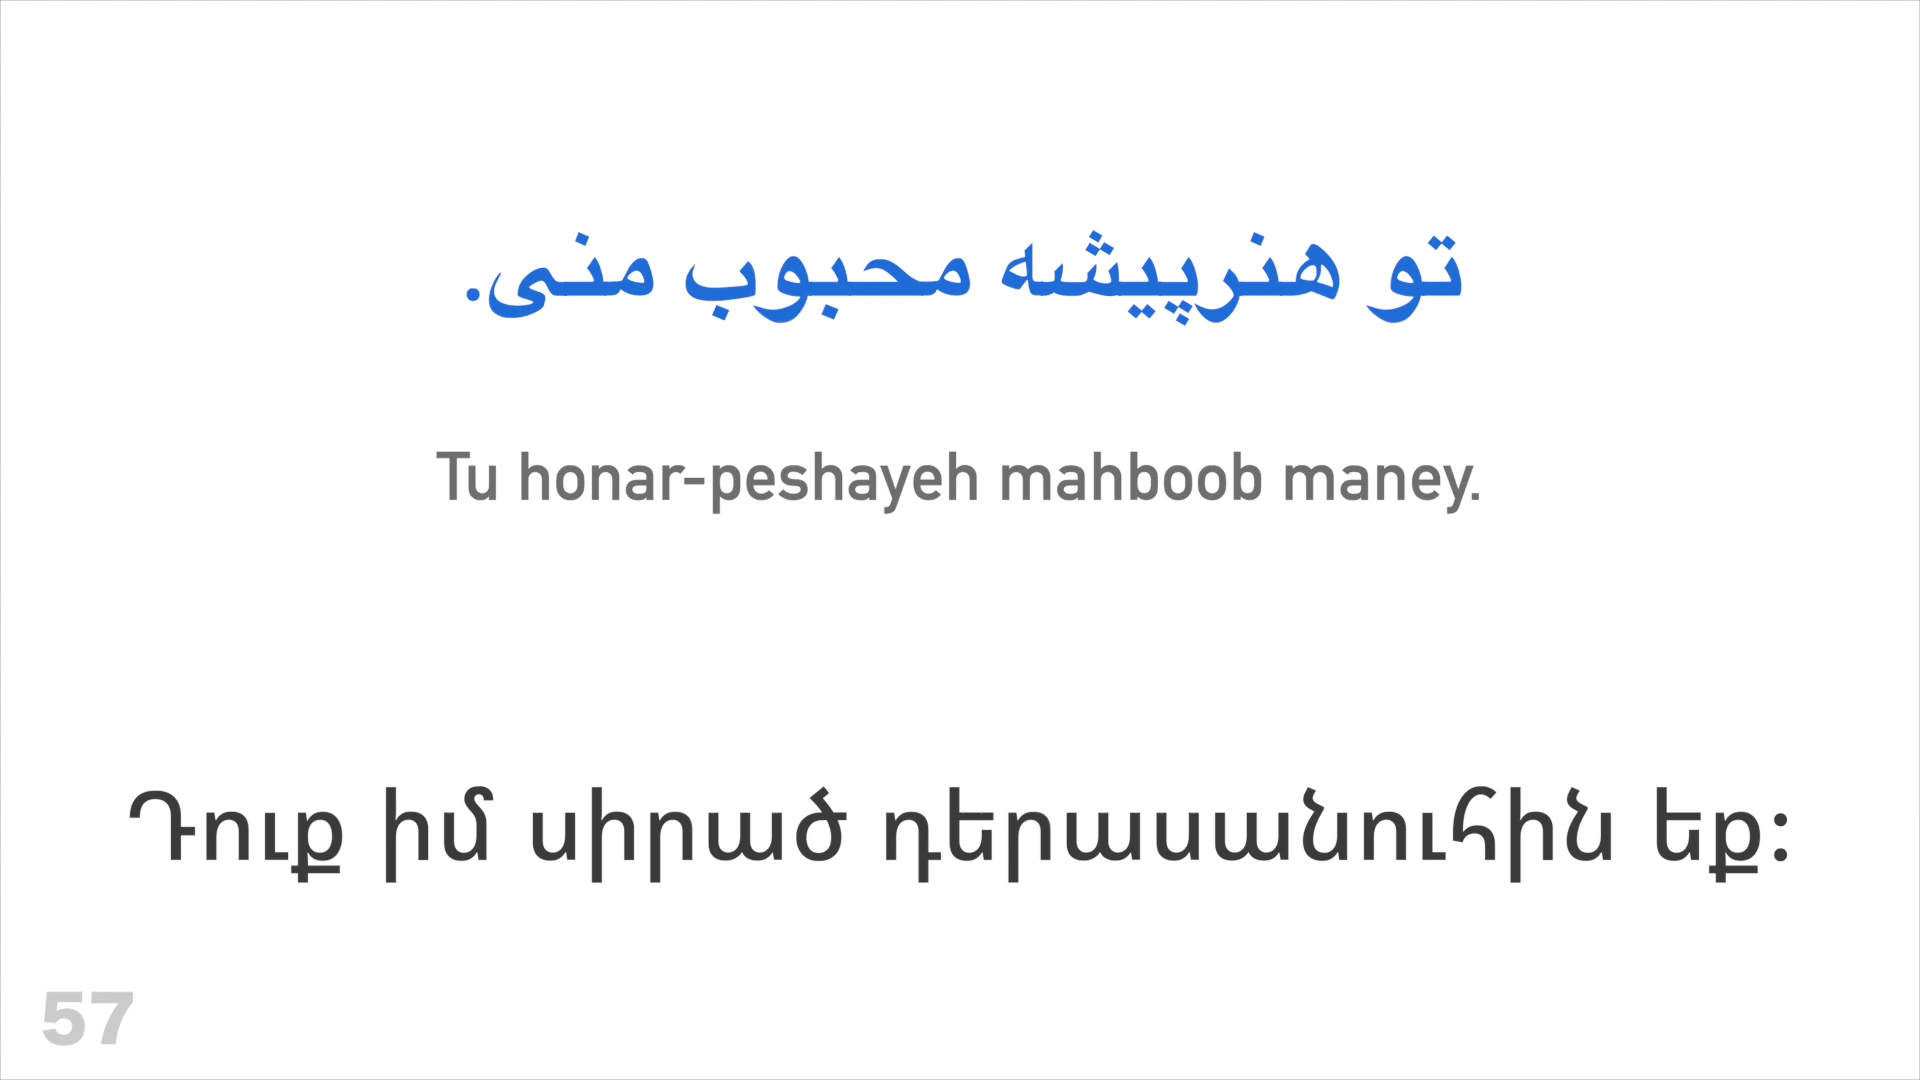 تو هنرپیشه محبوب منی.
Tu honar-peshayeh mahboob maney.
Դուք իմ սիրած դերասանուհին եք:
57